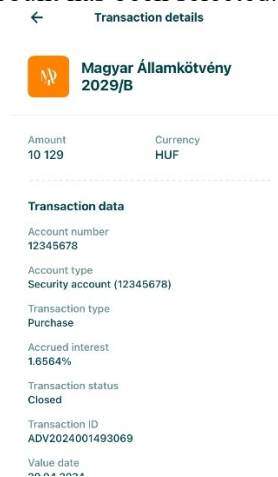 Transaction details
Magyar Államkötvény
2029/B
Amount
Currency
10 129
HUF
Transaction data
Account number
12345678
Account type
Security account (12345678)
Transaction type
Purchase
Accrued interest
1.6564%
Transaction status
Closed
Transaction ID
ADV2024001493069
Value date